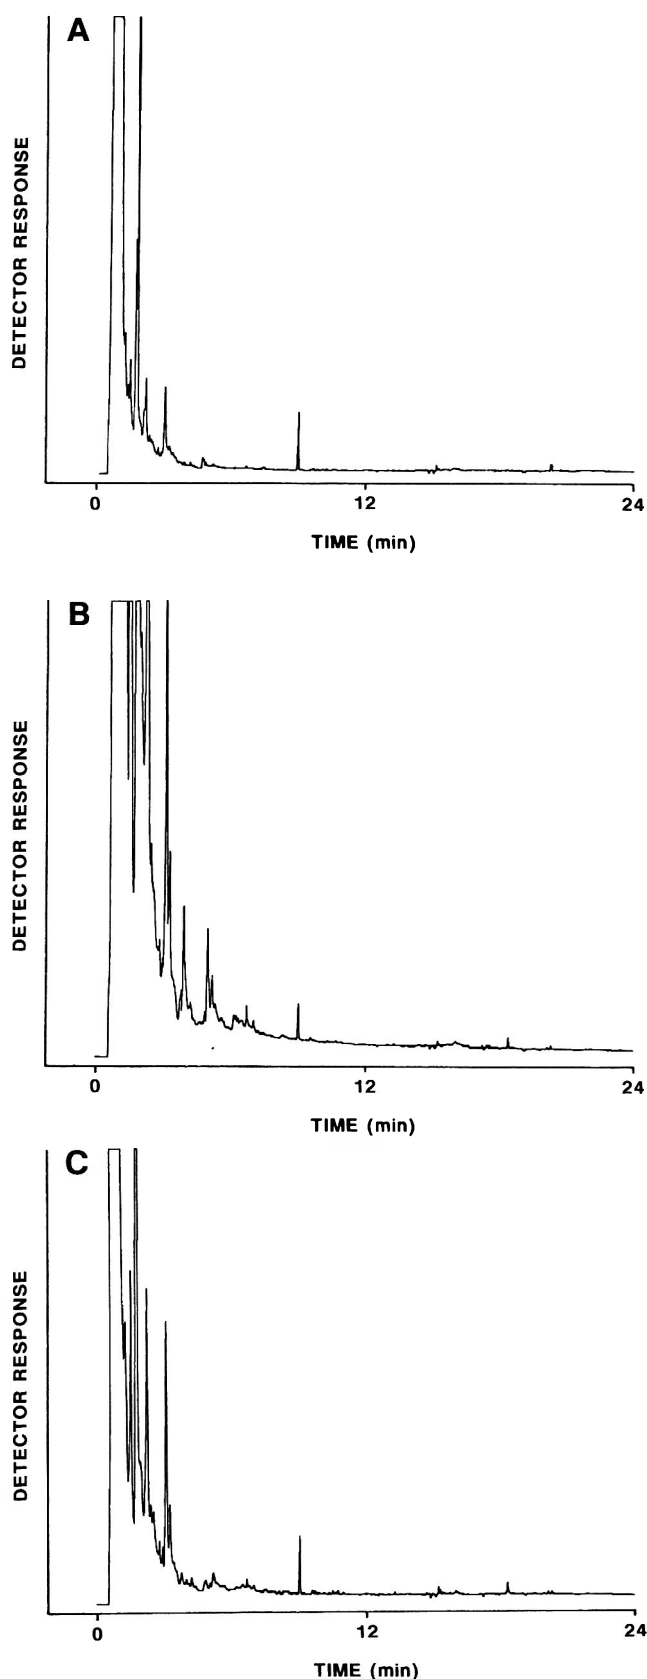 A
DETECTOR RESPONSE
0 12 24
TIME (min)
B
DETECTOR RESPONSE
0 12 24
TIME (min)
C
DETECTOR RESPONSE
0 12 24
TIME (min)